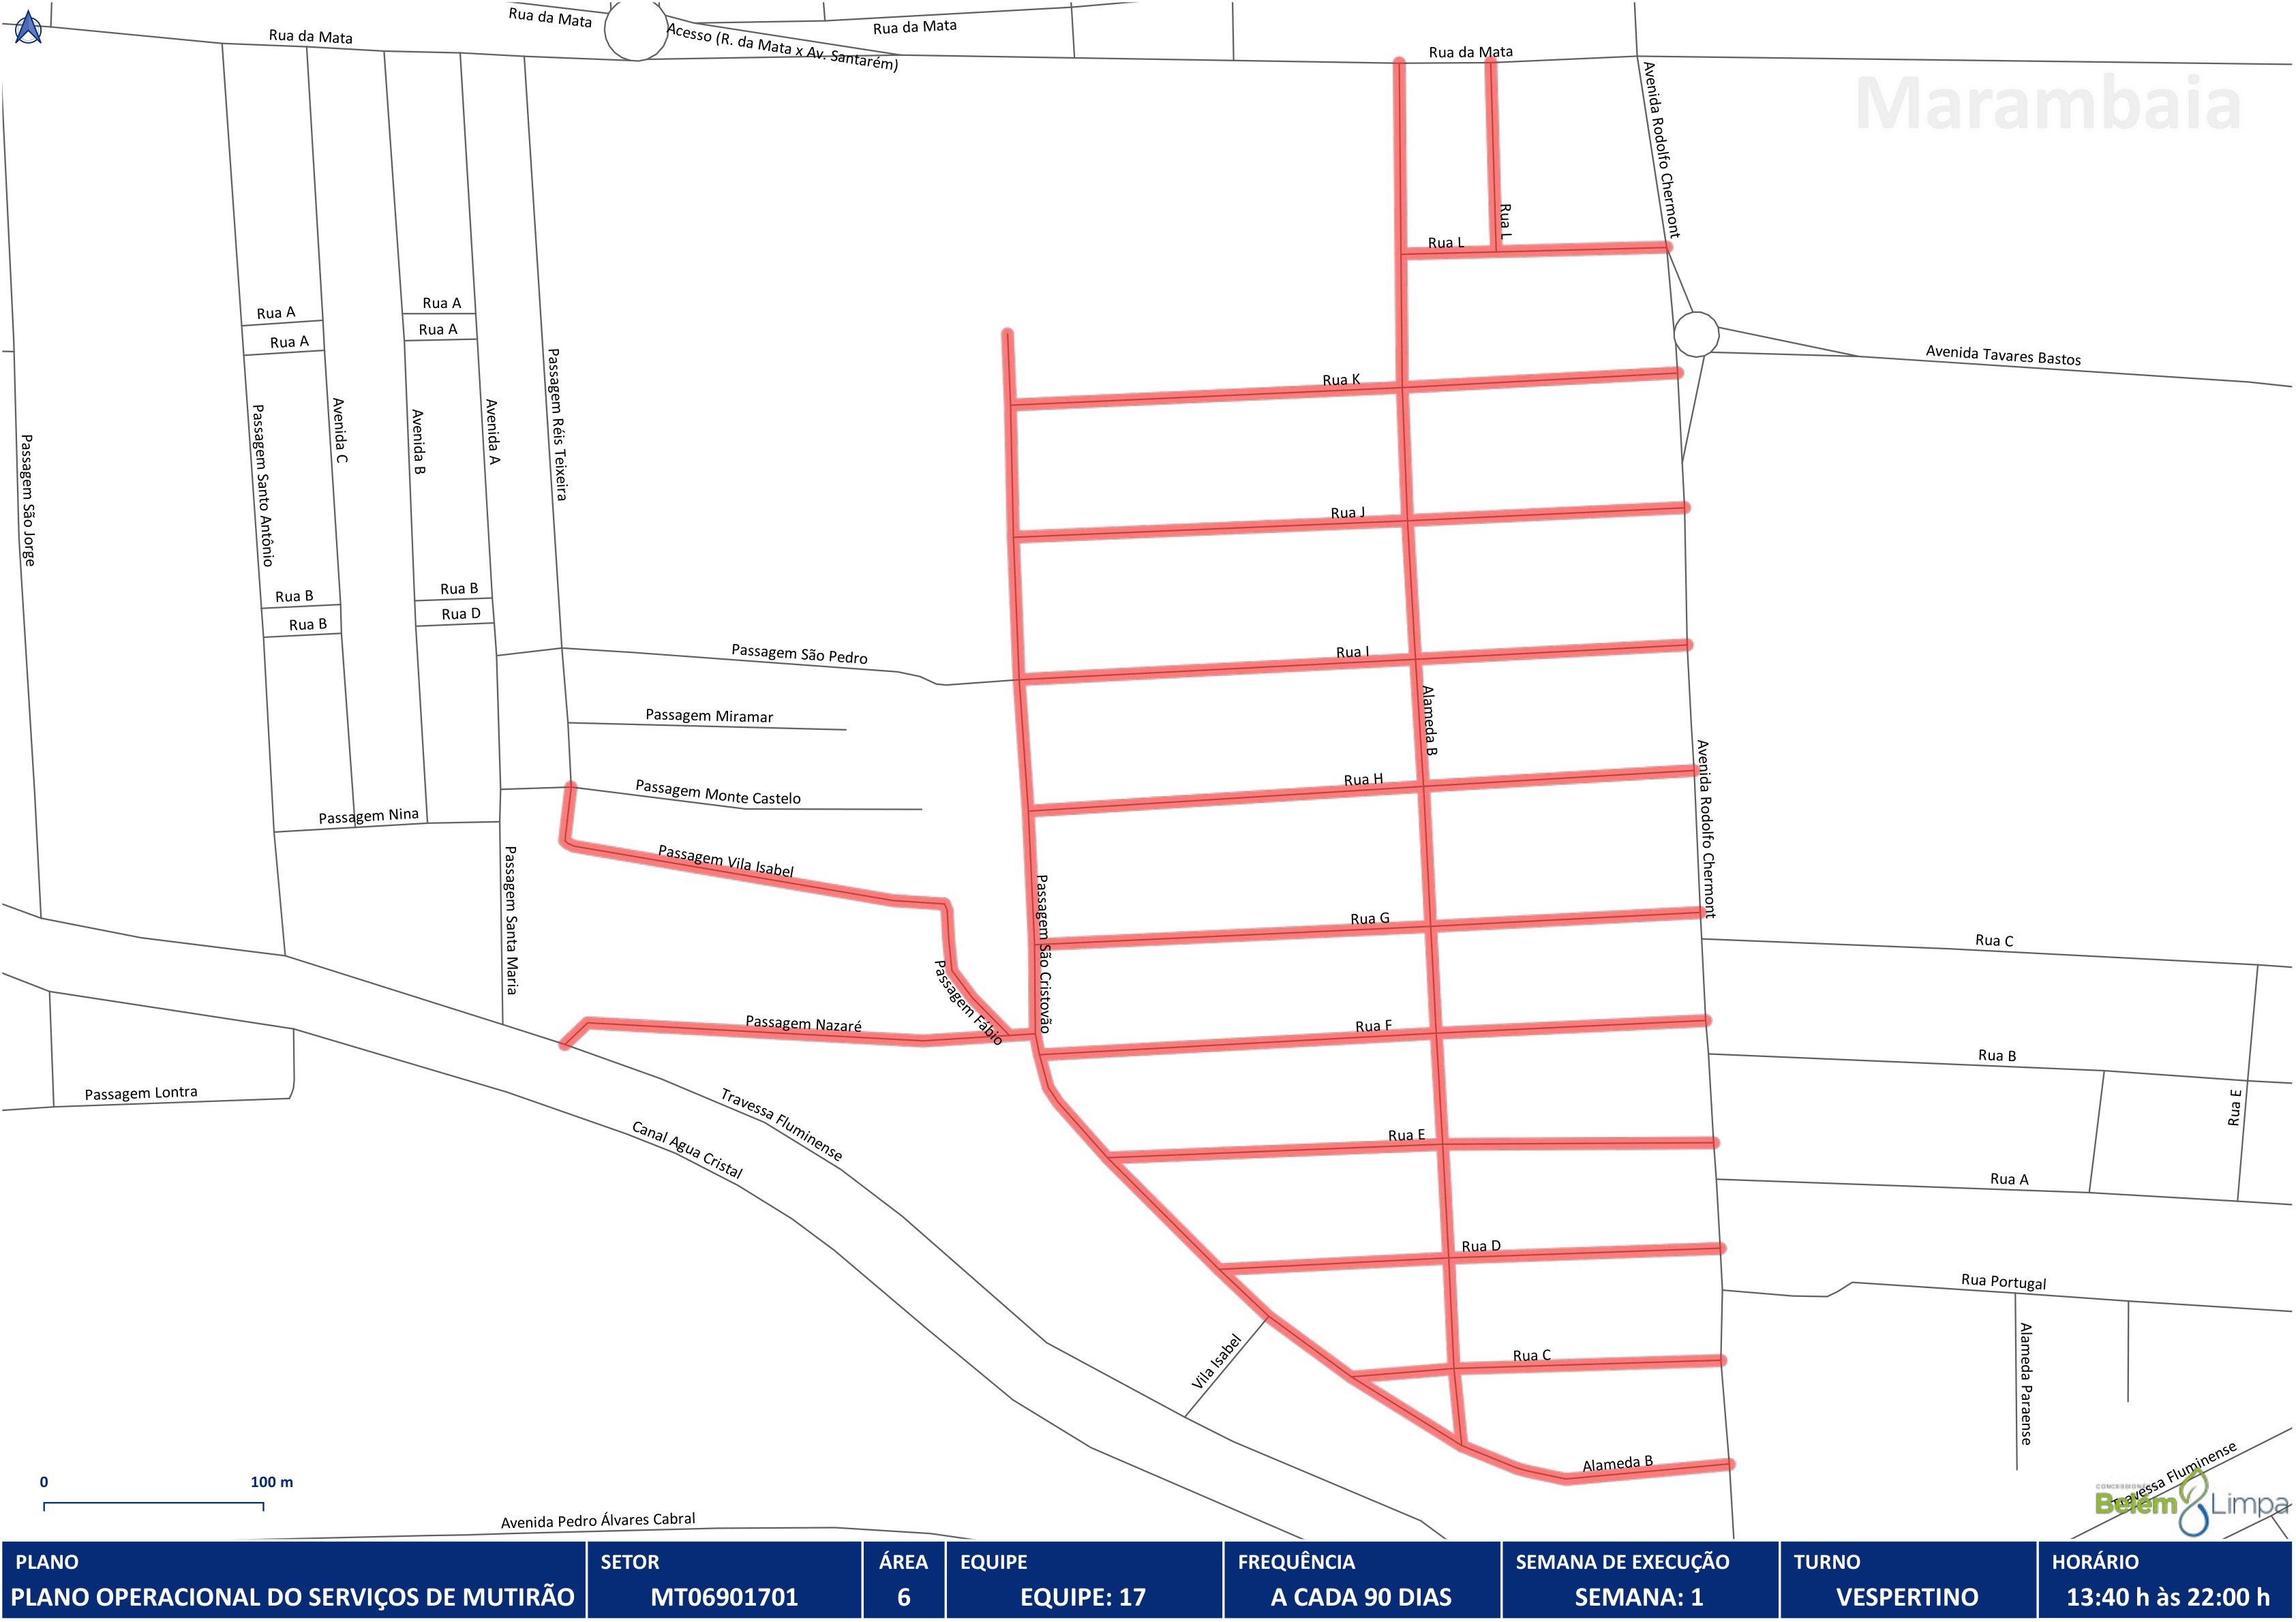 Rua da Mata
Rua da Mata
Acesso (R. da Mata x Av. Santarém)
Rua da Mata
Rua da Mata
Marambaia
Avenida Rodolfo Chermont
Rua L
Rua L
Rua A
Rua A
Rua A
Rua A
Passagem Réis Teixeira
Avenida Tavares Bastos
Rua K
Passagem São Jorge
Passagem Santo Antônio
Avenida C
Avenida B
Avenida A
Rua J
Rua B
Rua B
Rua B
Rua D
Passagem São Pedro
Rua I
Passagem Miramar
Alameda B
Passagem Monte Castelo
Rua H
Avenida Rodolfo Chermont
Passagem Nina
Passagem Vila Isabel
Passagem Santa Maria
Passagem São Cristovão
Rua G
Rua C
Passagem Fábio
Passagem Nazaré
Rua F
Rua B
Passagem Lontra
Travessa Fluminense
Canal Agua Cristal
Rua E
Rua E
Rua A
Rua D
Rua Portugal
Vila Isabel
Rua C
Alameda Paraense
Alameda B
Travessa Fluminense
0 100 m
Avenida Pedro Álvares Cabral
CONCESSIONÁRIA
Belém Limpa
PLANO
PLANO OPERACIONAL DO SERVIÇOS DE MUTIRÃO
SETOR
MT06901701
ÁREA
6
EQUIPE
EQUIPE: 17
FREQUÊNCIA
A CADA 90 DIAS
SEMANA DE EXECUÇÃO
SEMANA: 1
TURNO
VESPERTINO
HORÁRIO
13:40 h às 22:00 h